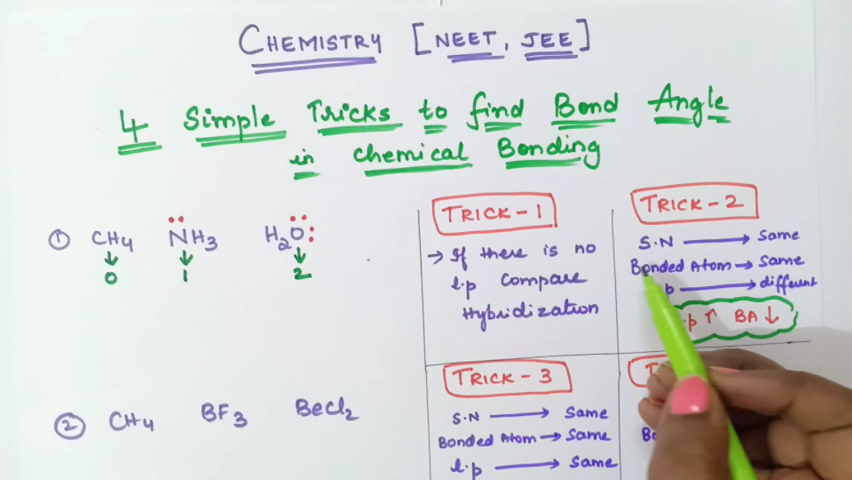 CHEMISTRY [NEET, JEE]
4 Simple Tricks to find Bond Angle
in chemical Bonding
① CH4 NH3 H2O
0 1 2
② CH4 BF3 BeCl2
TRICK-1
→ If there is no
l.p Compare
Hybridization
TRICK-2
S.N → Same
Bonded Atom → Same
p → different
p ↑ BA ↓
TRICK-3
S.N → Same
Bonded Atom → Same
l.p → Same